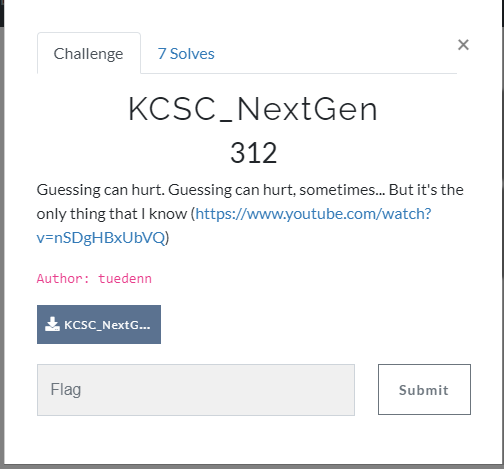 Challenge
7 Solves
×
KCSC_NextGen
312
Guessing can hurt. Guessing can hurt, sometimes... But it's the
only thing that I know (https://www.youtube.com/watch?
v=nSDgHBxUbVQ)
Author: tuedenn
KCSC_NextG...
Flag
Submit